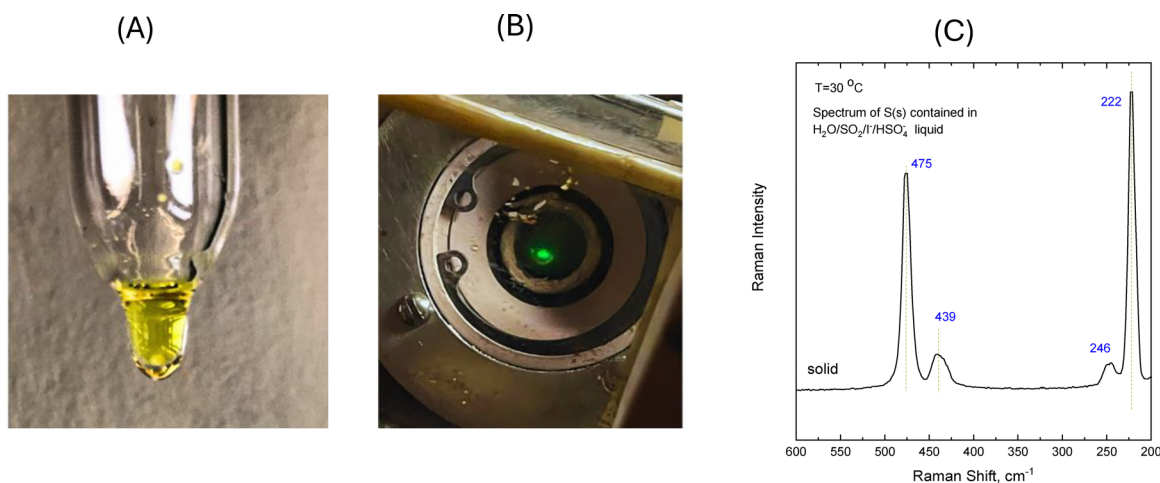 (A)
(B)
(C)
T=30 °C
Spectrum of S(s) contained in
H₂O/SO₂/I⁻/HSO₄⁻ liquid
222
475
439
246
solid
Raman Intensity
600 550 500 450 400 350 300 250 200
Raman Shift, cm⁻¹